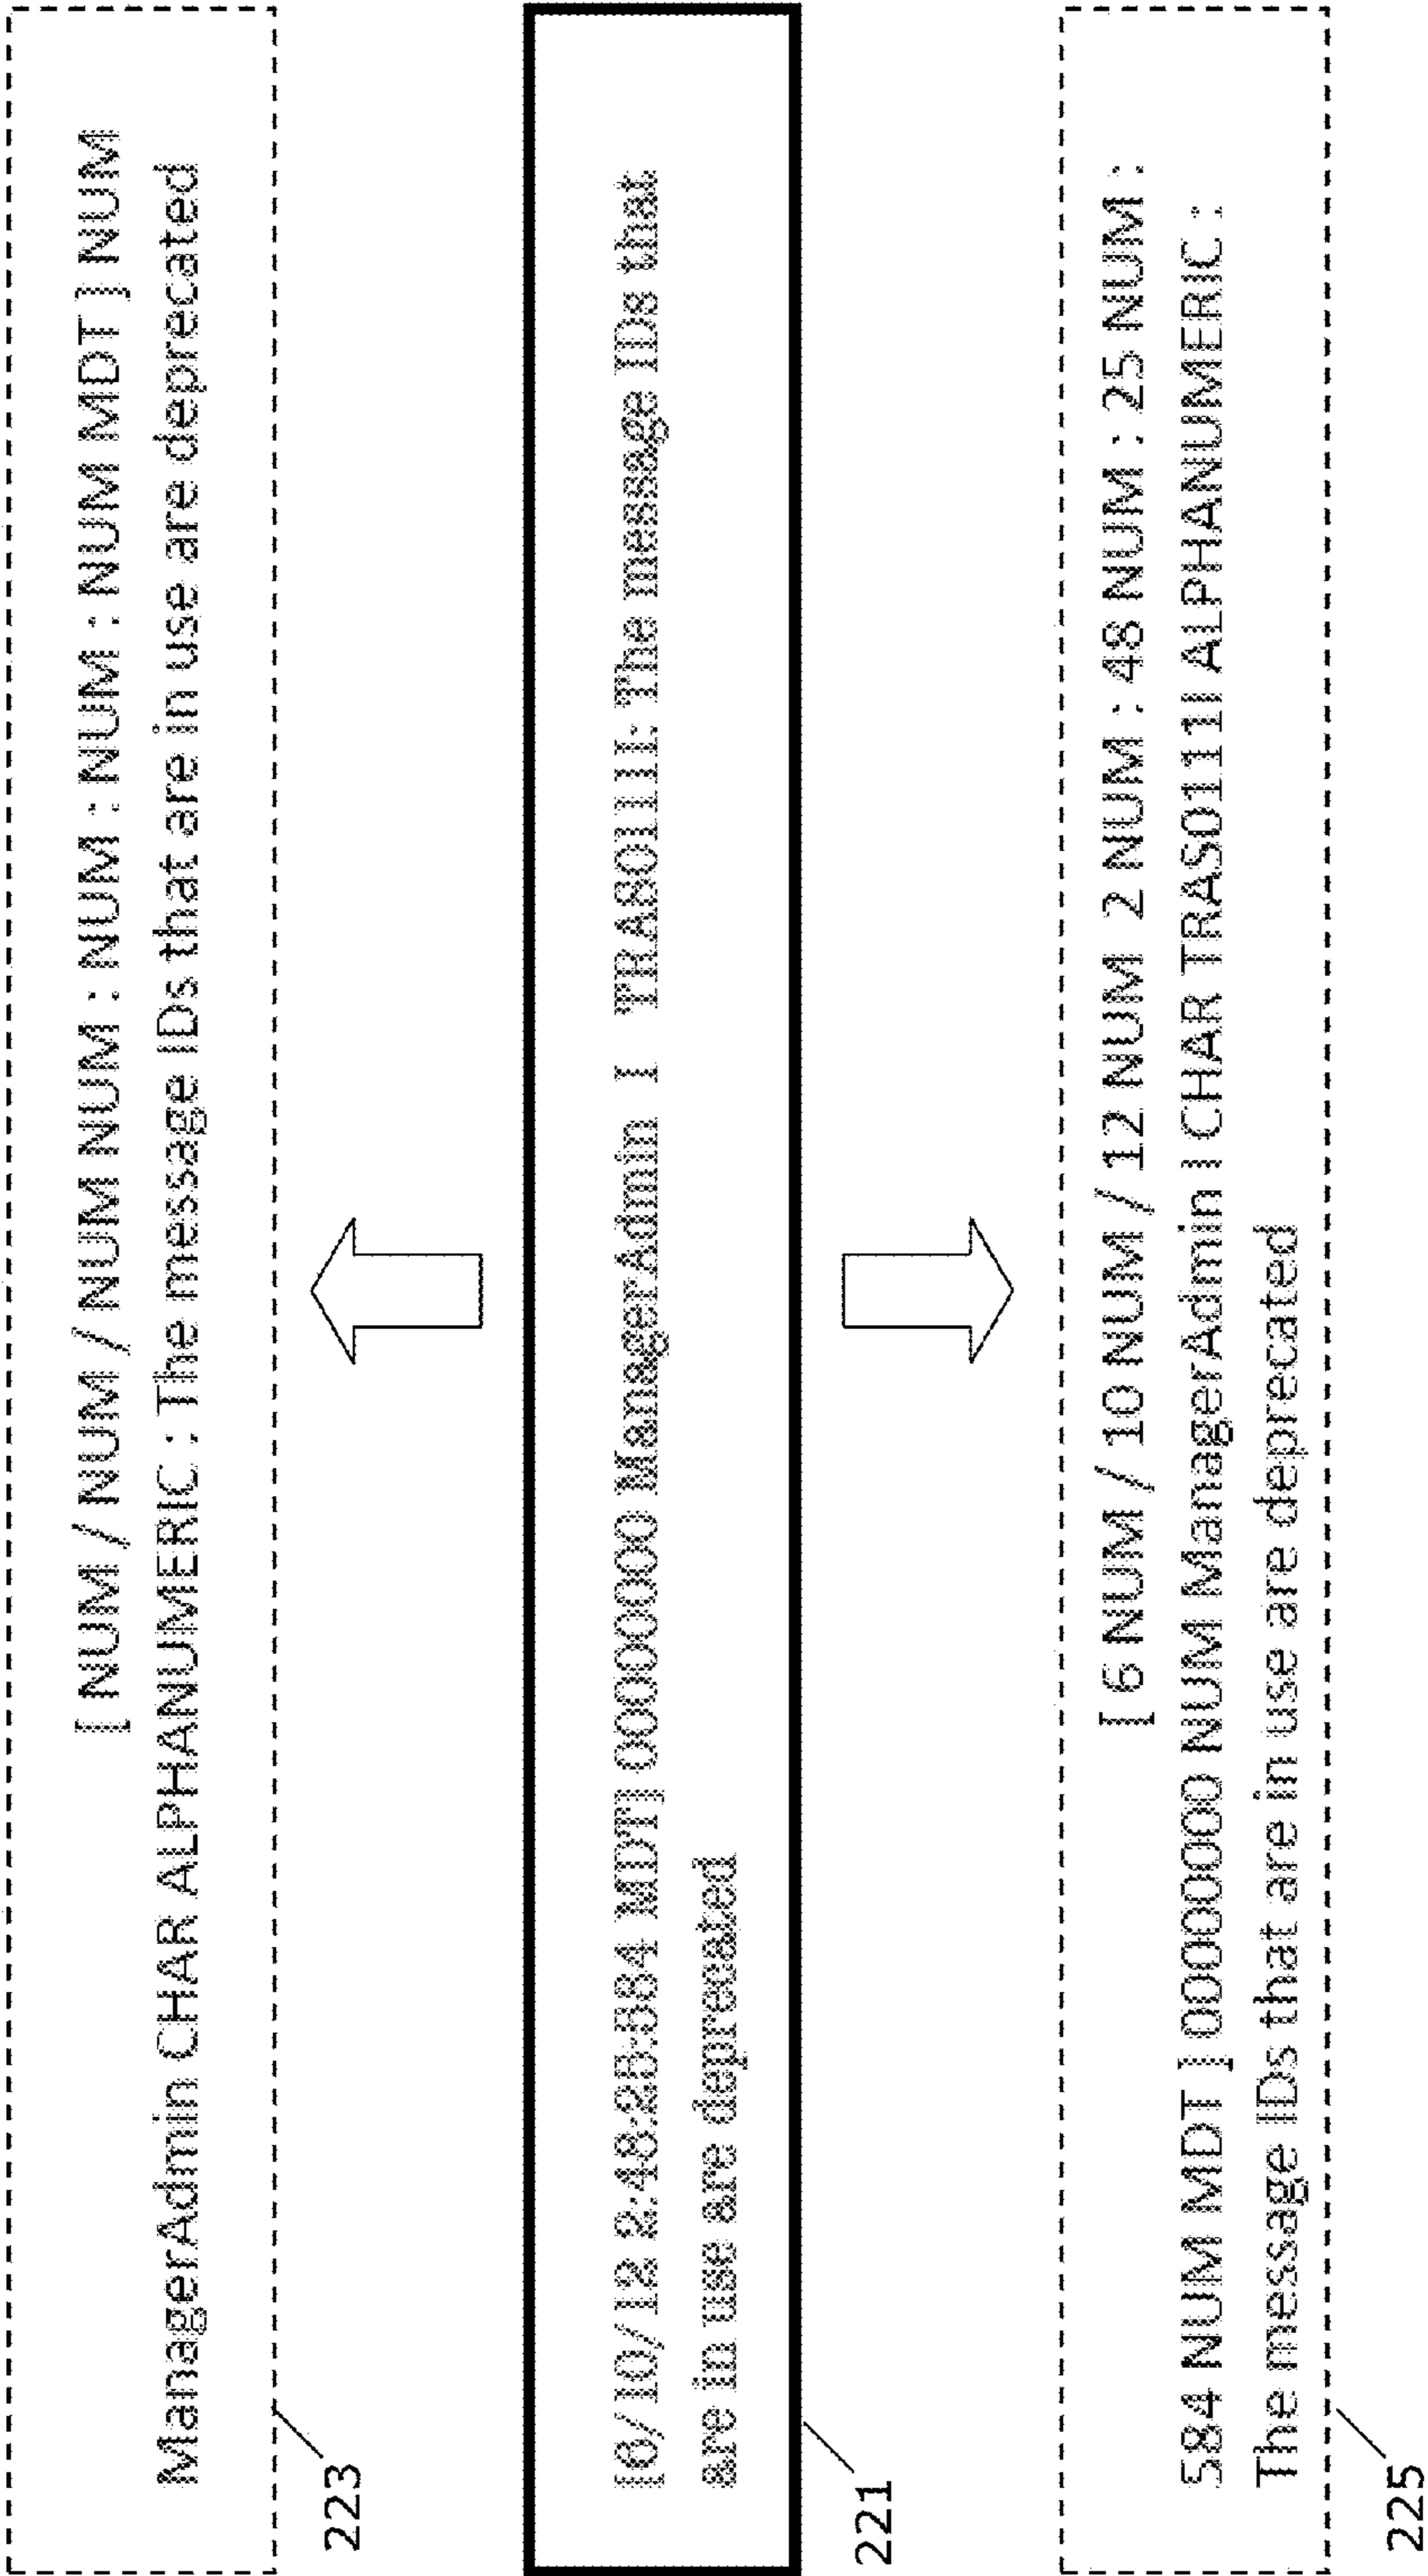 [ NUM / NUM / NUM NUM : NUM : NUM : NUM MDT ] NUM
ManagerAdmin CHAR ALPHANUMERIC : The message IDs that are in use are deprecated
223
[6/10/12 2:48:25:584 MDT] 00000000 ManagerAdmin I TRAS0111I: The message IDs that
are in use are deprecated
221
[ 6 NUM / 10 NUM / 12 NUM 2 NUM : 48 NUM : 25 NUM :
584 NUM MDT ] 00000000 NUM ManagerAdmin I CHAR TRAS0111I ALPHANUMERIC :
The message IDs that are in use are deprecated
225